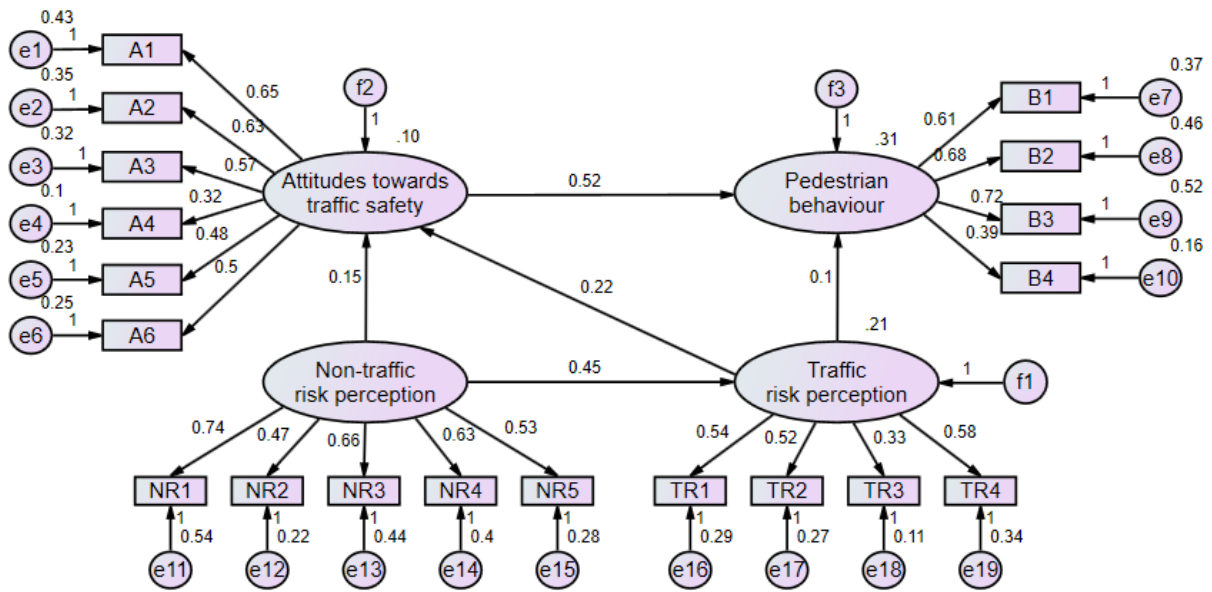 0.43
e1
1
A1
0.35
e2
1
A2
0.32
e3
1
A3
0.1
e4
1
A4
0.23
e5
1
A5
0.25
e6
1
A6
0.65
0.63
0.57
0.32
0.48
0.5
f2
1
.10
Attitudes towards
traffic safety
0.52
f3
1
.31
Pedestrian
behaviour
0.61
0.68
0.72
0.39
B1
1
e7
0.37
B2
1
e8
0.46
B3
1
e9
0.52
B4
1
e10
0.16
0.15
0.22
0.1
.21
Non-traffic
risk perception
0.45
Traffic
risk perception
1
f1
0.74
0.47
0.66
0.63
0.53
0.54
0.52
0.33
0.58
NR1
NR2
NR3
NR4
NR5
TR1
TR2
TR3
TR4
1
0.54
1
0.22
1
0.44
1
0.4
1
0.28
1
0.29
1
0.27
1
0.11
1
0.34
e11
e12
e13
e14
e15
e16
e17
e18
e19